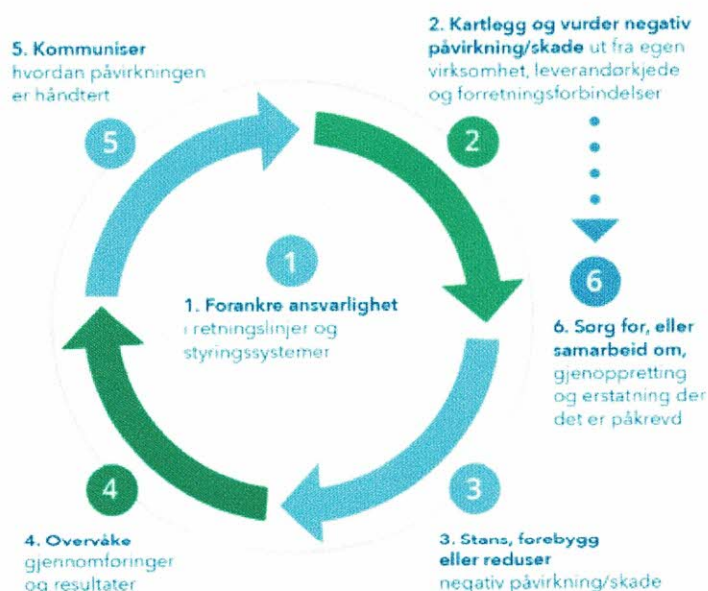 5. Kommuniser
hvordan påvirkningen
er håndtert
5
2. Kartlegg og vurder negativ
påvirkning/skade ut fra egen
virksomhet, leverandørkjede
og forretningsforbindelser
2
1
1. Forankre ansvarlighet
i retningslinjer og
styringssystemer
6
6. Sorg for, eller
samarbeid om,
gjenoppretting
og erstatning der
det er påkrevd
4
4. Overvåke
gjennomføringer
og resultater
3
3. Stans, forebygg
eller reduser
negativ påvirkning/skade